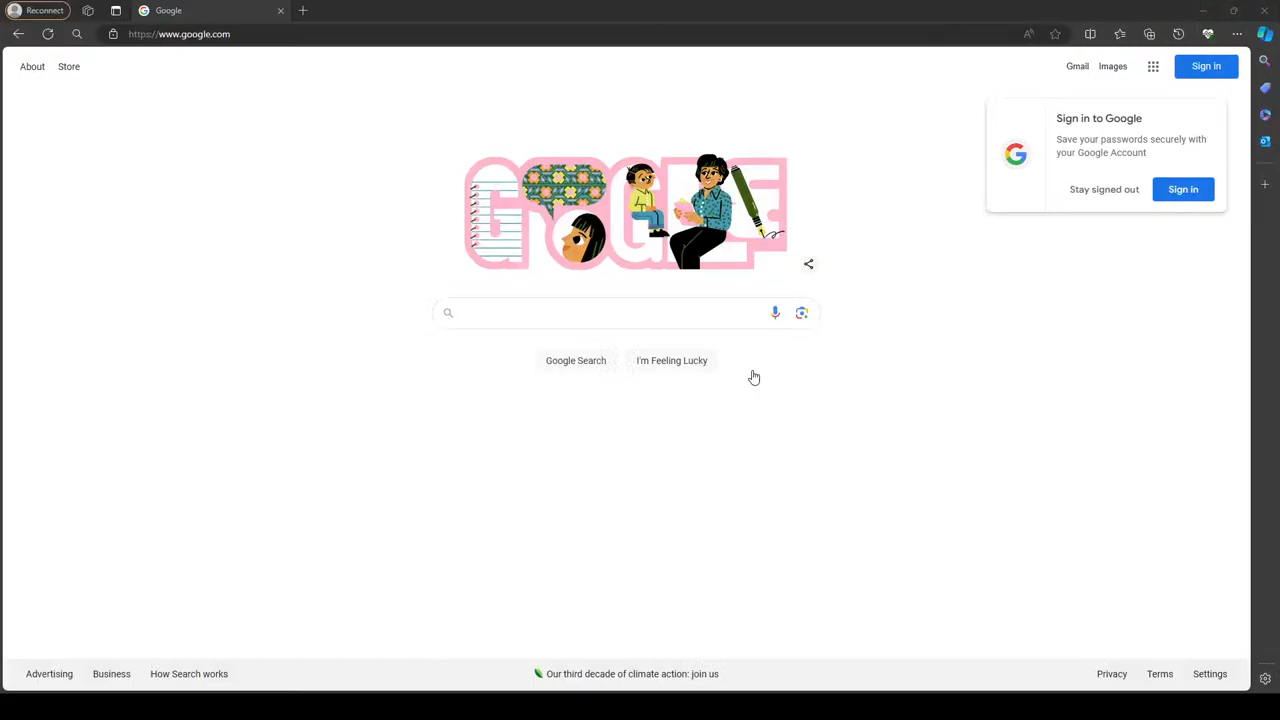 Reconnect
Google
https://www.google.com
About
Store
Gmail
Images
Sign in
Sign in to Google
Save your passwords securely with
your Google Account
Stay signed out
Sign in
Google Search
I'm Feeling Lucky
Advertising
Business
How Search works
Our third decade of climate action: join us
Privacy
Terms
Settings